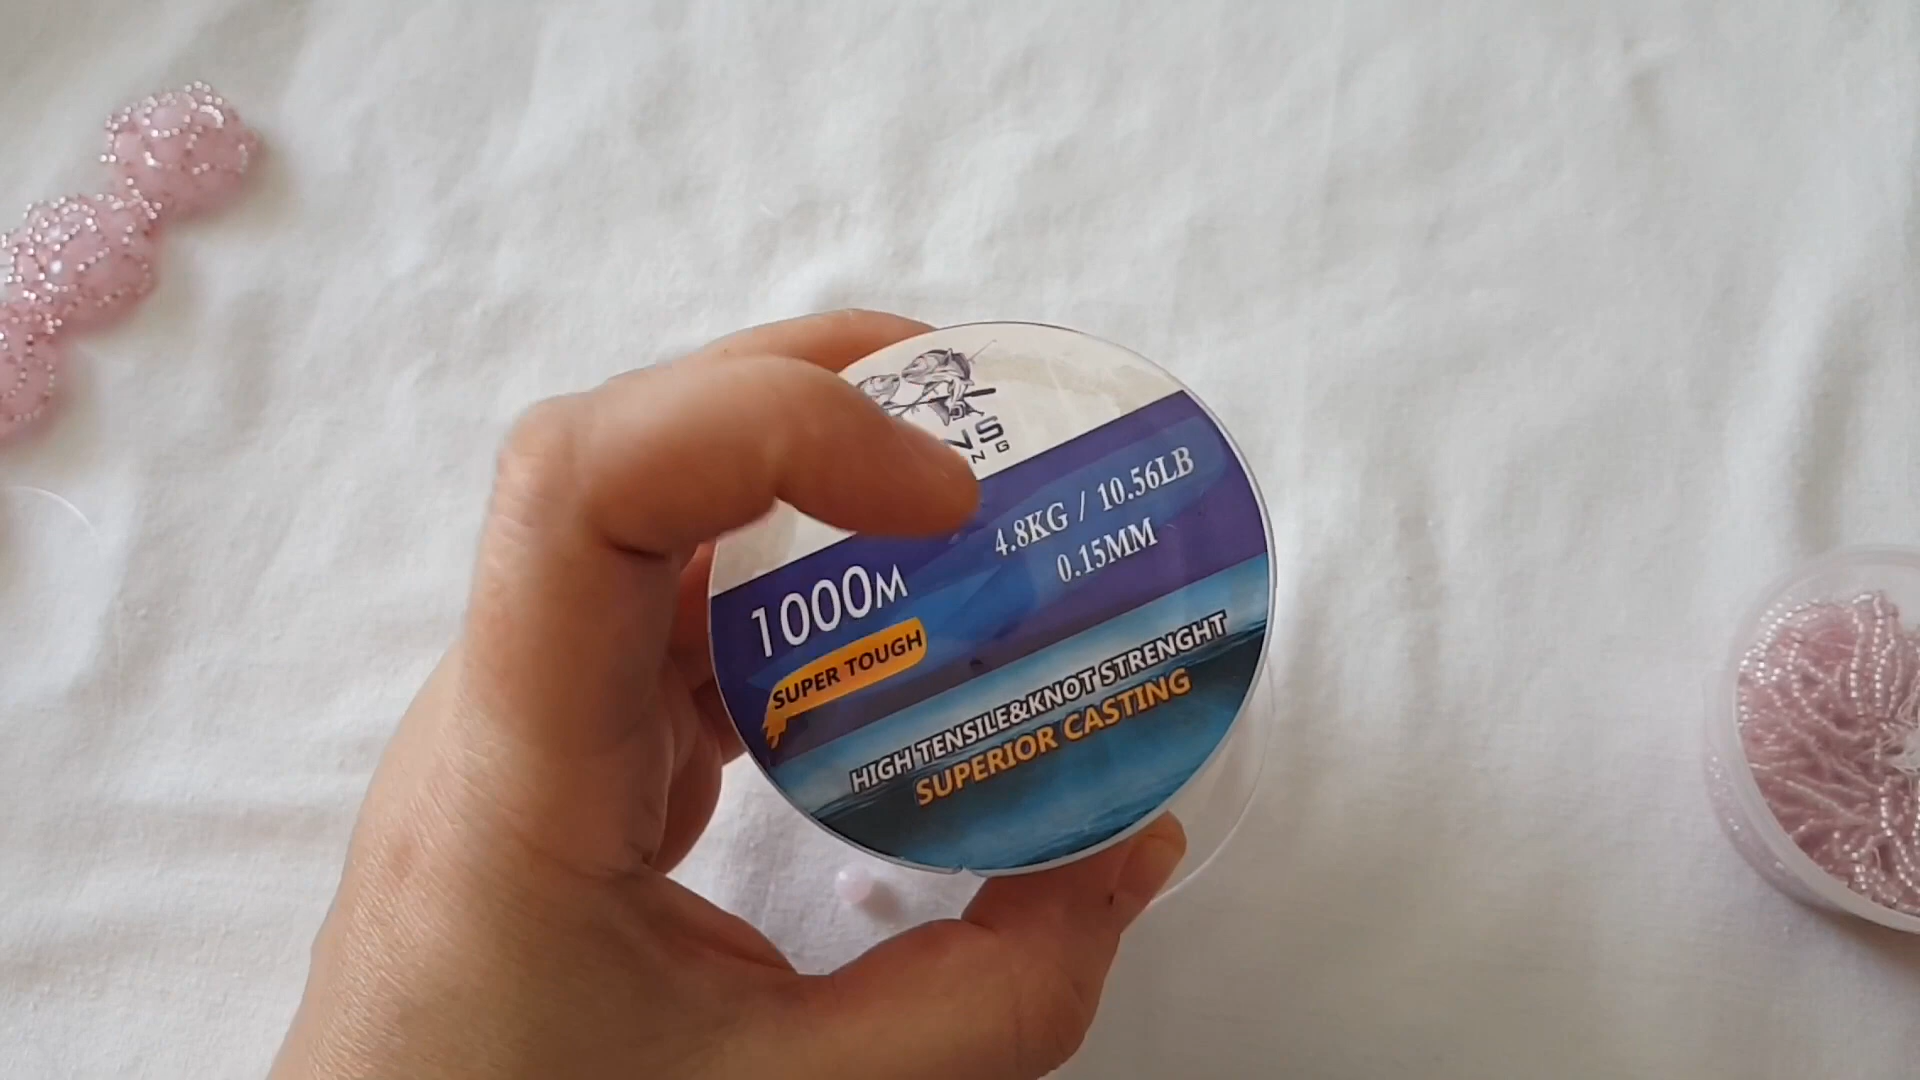 4.8KG / 10.56LB
0.15MM
1000M
SUPER TOUGH
HIGH TENSILE&KNOT STRENGHT
SUPERIOR CASTING